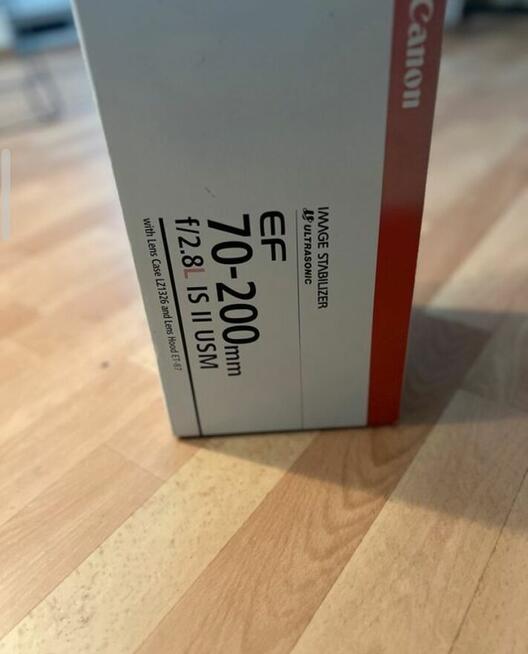 Canon
IMAGE STABILIZER
ULTRASONIC
EF
70-200mm
f/2.8L IS II USM
with Lens Case LZ1326 and Lens Hood ET-87